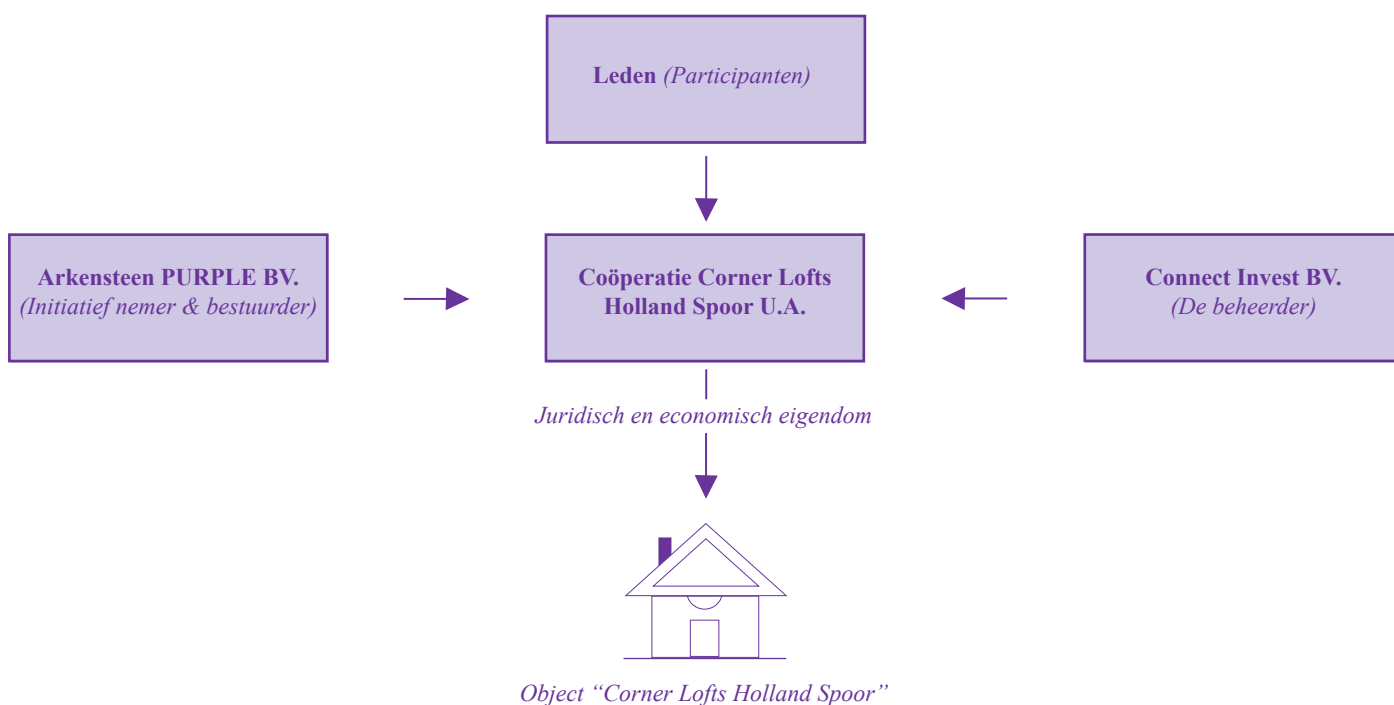 Leden (Participanten)
Arkensteen PURPLE BV.
(Initiatief nemer & bestuurder)
Coöperatie Corner Lofts
Holland Spoor U.A.
Connect Invest BV.
(De beheerder)
Juridisch en economisch eigendom
Object “Corner Lofts Holland Spoor”